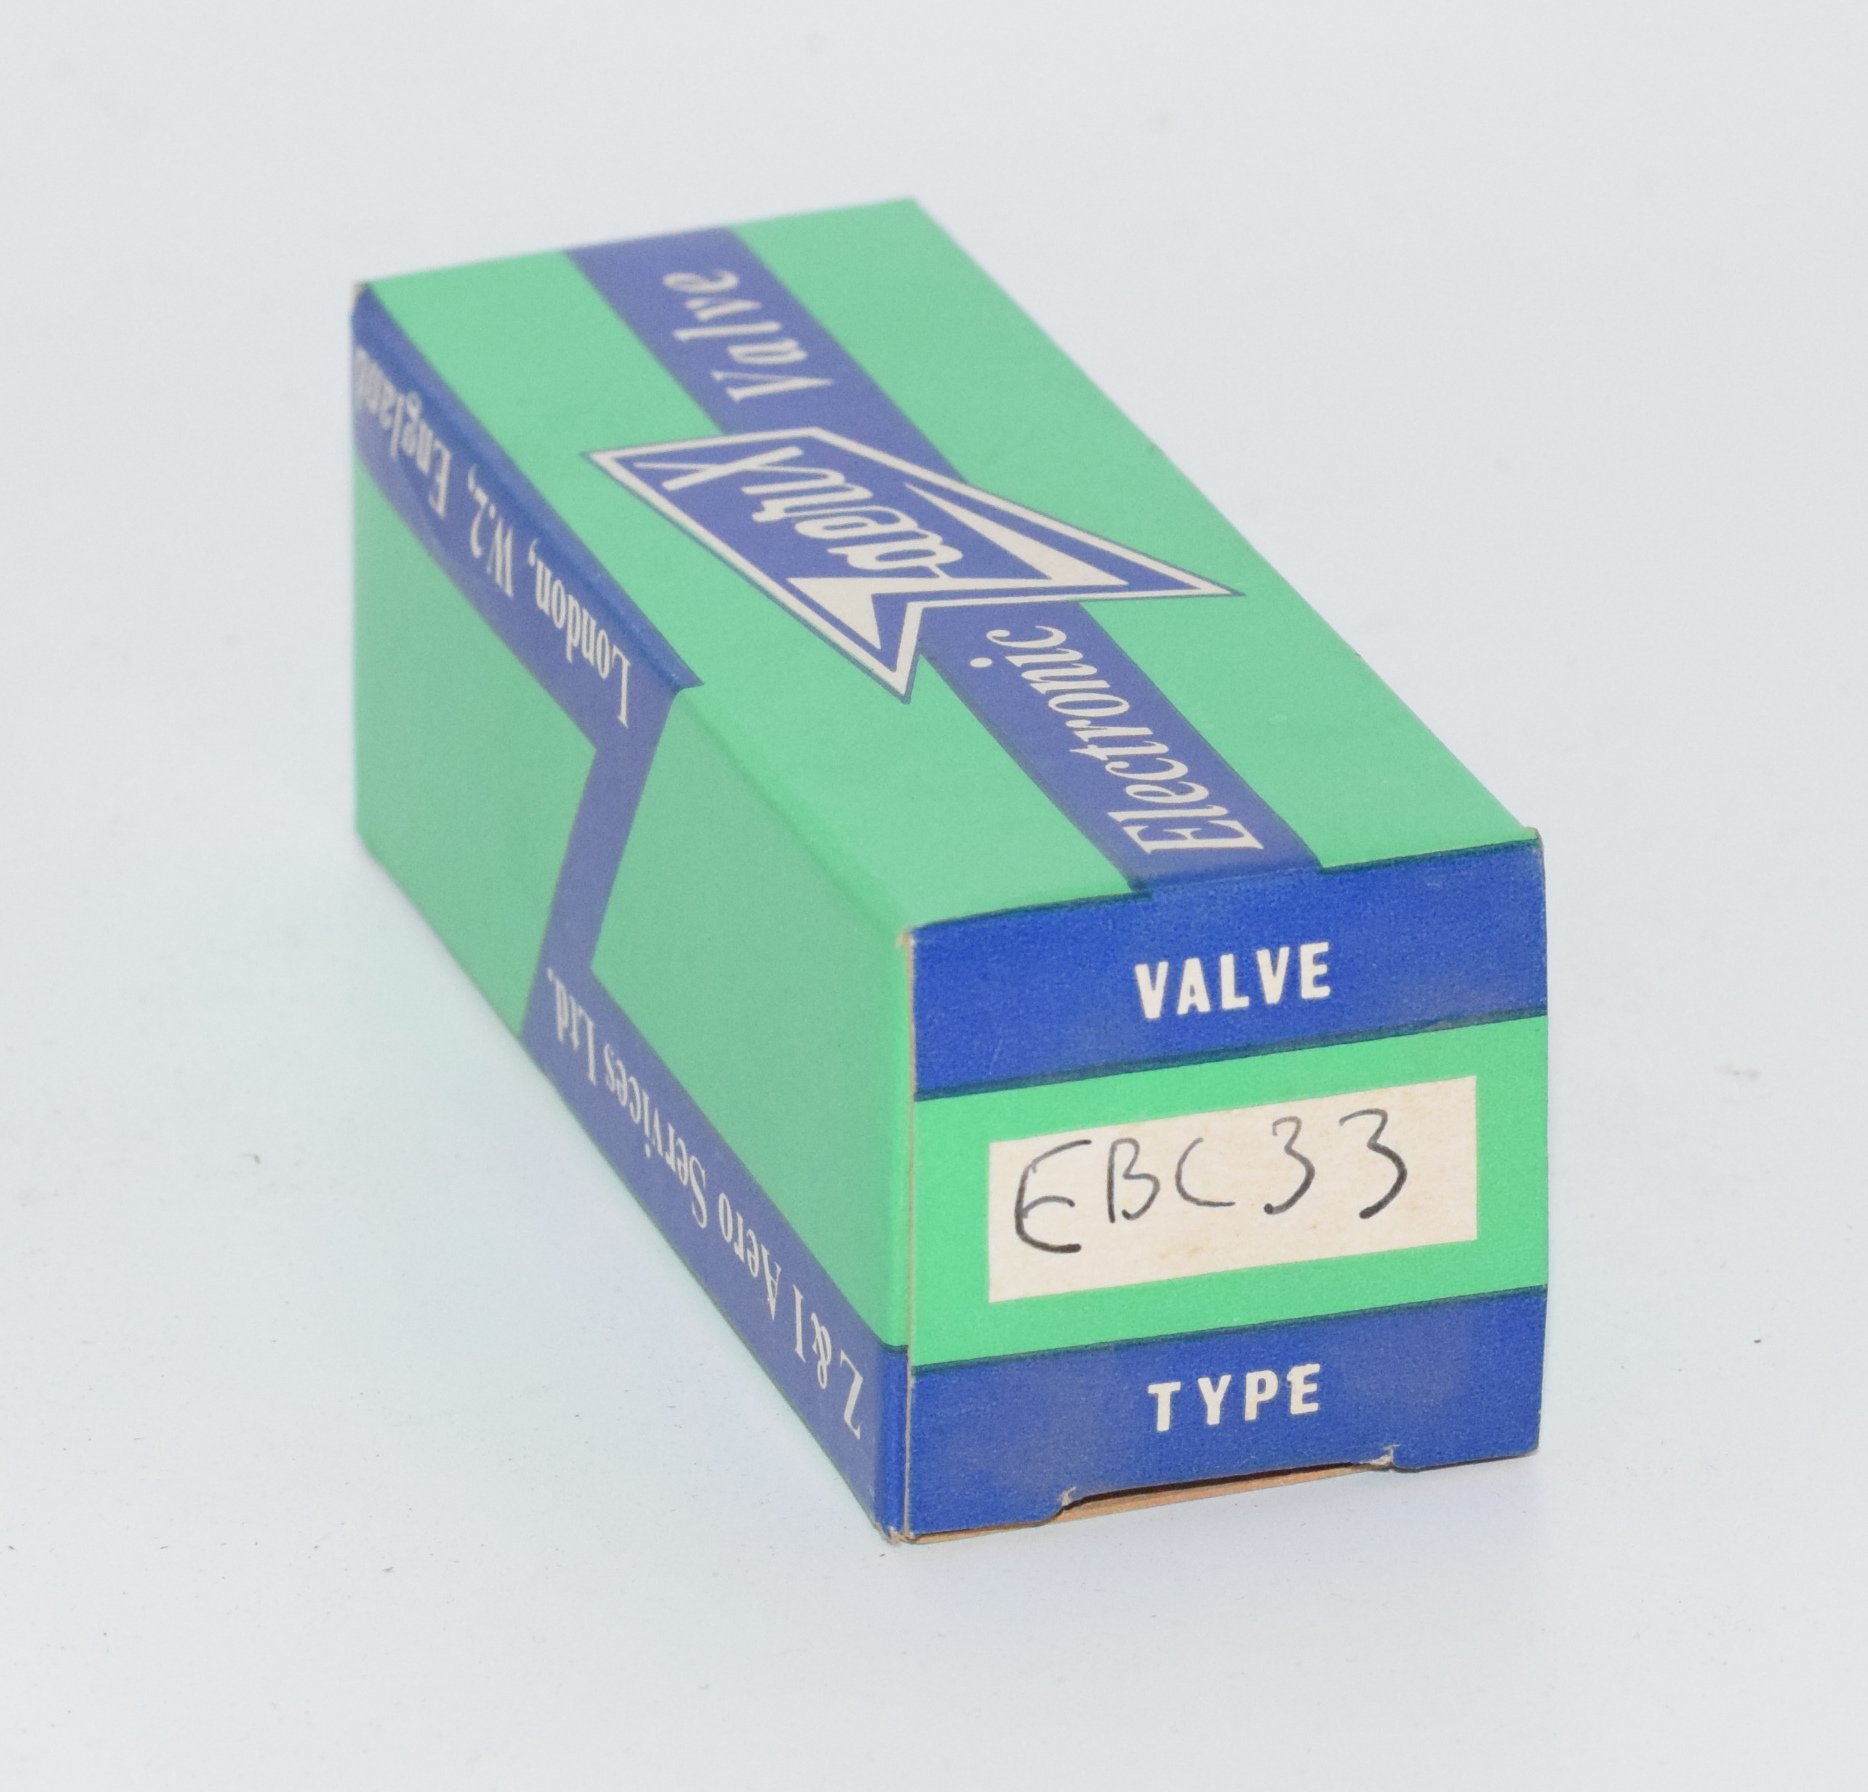 Electronic
Zaerix
Valve
Z & I Aero Services Ltd.
London, W.2, England
VALVE
EBC33
TYPE